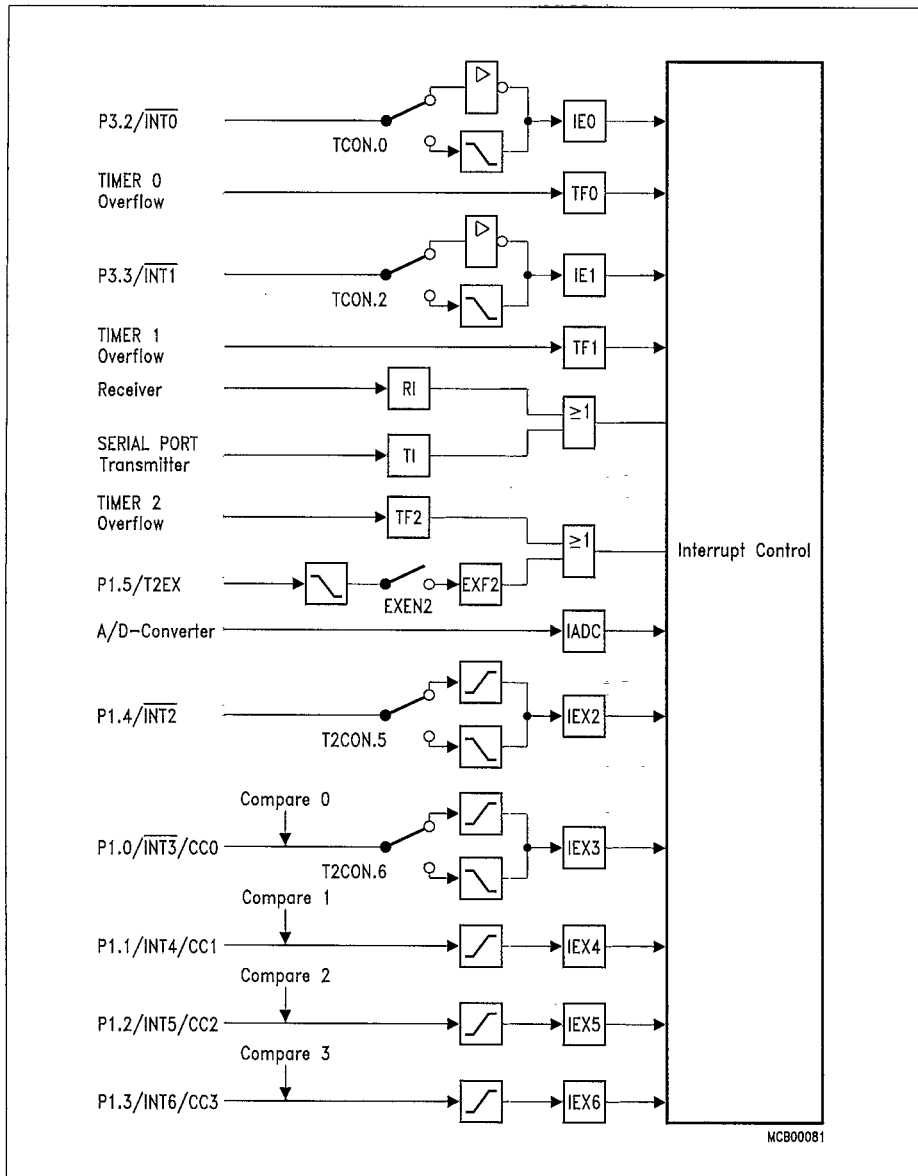 P3.2/INT0
TCON.0
IE0
TIMER 0
Overflow
TF0
P3.3/INT1
TCON.2
IE1
TIMER 1
Overflow
TF1
Receiver
RI
≥1
SERIAL PORT
Transmitter
TI
TIMER 2
Overflow
TF2
≥1
Interrupt Control
P1.5/T2EX
EXEN2
EXF2
A/D-Converter
IADC
P1.4/INT2
T2CON.5
IEX2
Compare 0
P1.0/INT3/CC0
T2CON.6
IEX3
Compare 1
P1.1/INT4/CC1
IEX4
Compare 2
P1.2/INT5/CC2
IEX5
Compare 3
P1.3/INT6/CC3
IEX6
MCB00081